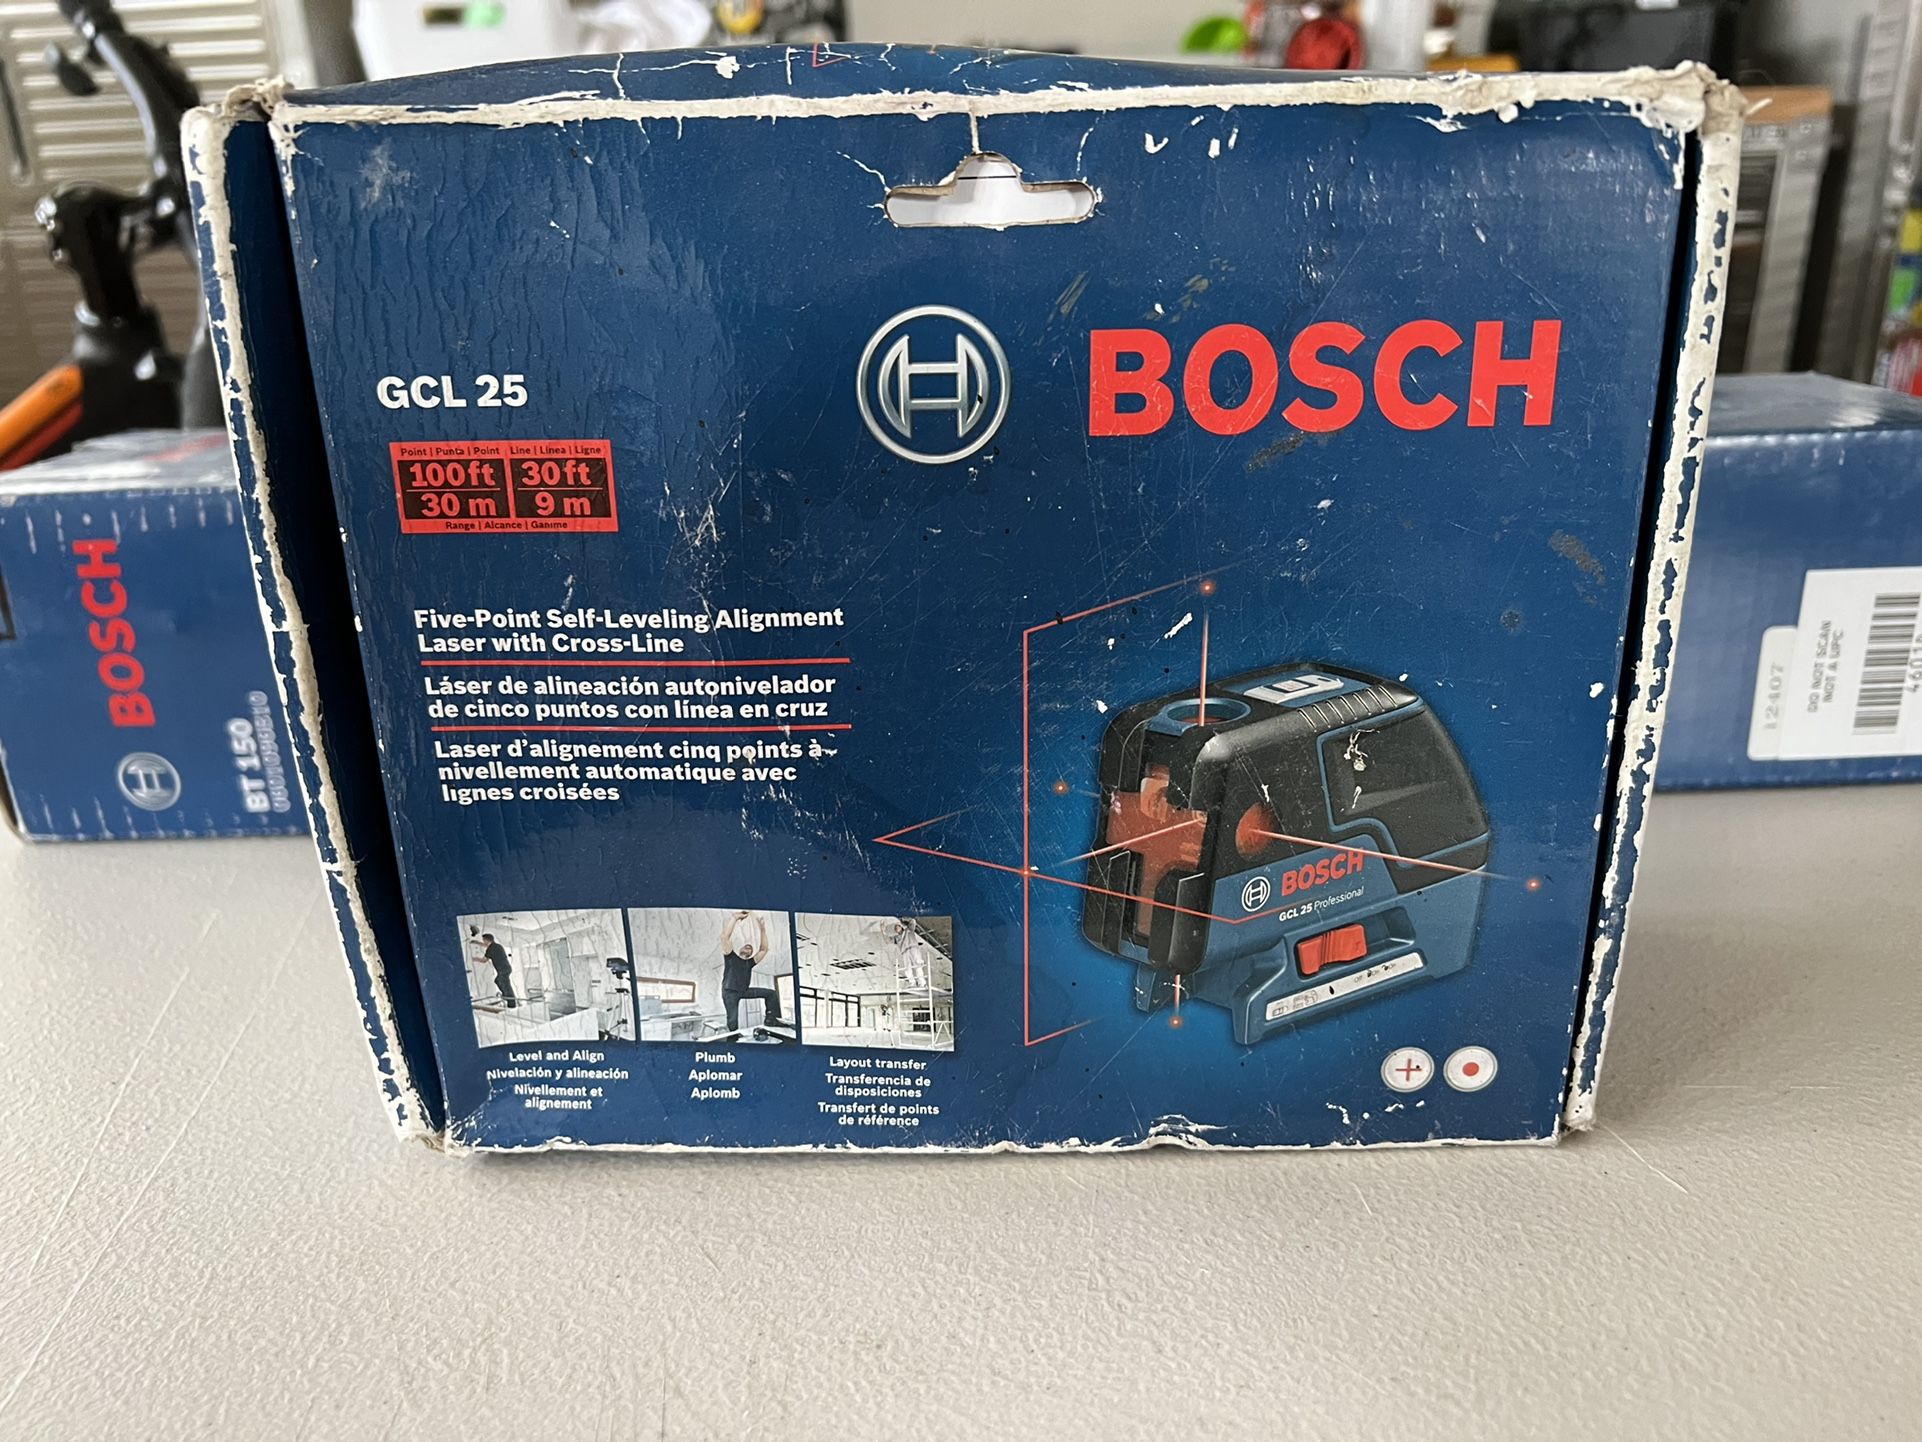 BOSCH
GCL 25
Point | Punta | Point
Line | Línea | Ligne
100ft
30ft
30 m
9 m
Range | Alcance | Gamme
Five-Point Self-Leveling Alignment
Laser with Cross-Line
Láser de alineación autonivelador
de cinco puntos con línea en cruz
Laser d'alignement cinq points à
nivellement automatique avec
lignes croisées
BOSCH
GCL 25 Professional
Level and Align
Nivelación y alineación
Nivellement et
alignement
Plumb
Aplomar
Aplomb
Layout transfer
Transferencia de
disposiciones
Transfert de points
de référence
BOSCH
BT 150
12407
DO NOT SCAN
NOT A UPC